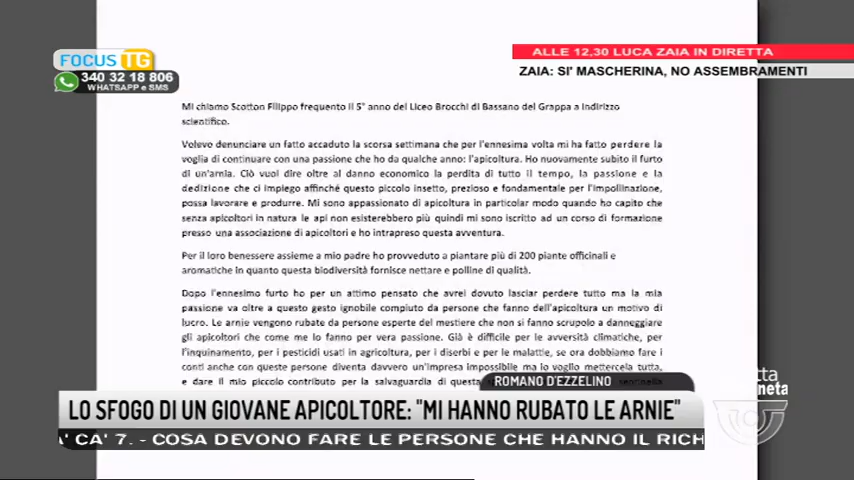 FOCUS TG
340 32 18 806
WHATSAPP e SMS
ALLE 12,30 LUCA ZAIA IN DIRETTA
ZAIA: SI' MASCHERINA, NO ASSEMBRAMENTI
Mi chiamo Scotton Filippo frequento il 5° anno del Liceo Brocchi di Bassano del Grappa a indirizzo
scientifico.
Volevo denunciare un fatto accaduto la scorsa settimana che per l'ennesima volta mi ha fatto perdere la
voglia di continuare con una passione che ho da qualche anno: l'apicoltura. Ho nuovamente subito il furto
di un'arnia. Ciò vuol dire oltre al danno economico la perdita di tutto il tempo, la passione e la
dedizione che ci impiego affinché questo piccolo insetto, prezioso e fondamentale per l'impollinazione,
possa lavorare e produrre. Mi sono appassionato di apicoltura in particolar modo quando ho capito che
senza apicoltori in natura le api non esisterebbero più quindi mi sono iscritto ad un corso di formazione
presso una associazione di apicoltori e ho intrapreso questa avventura.
Per il loro benessere assieme a mio padre ho provveduto a piantare più di 200 piante officinali e
aromatiche in quanto questa biodiversità fornisce nettare e polline di qualità.
Dopo l'ennesimo furto ho per un attimo pensato che avrei dovuto lasciar perdere tutto ma la mia
passione va oltre a questo gesto ignobile compiuto da persone che fanno dell'apicoltura un motivo di
lucro. Le arnie vengono rubate da persone esperte del mestiere che non si fanno scrupolo a danneggiare
gli apicoltori che come me lo fanno per vera passione. Già è difficile per le avversità climatiche, per
l'inquinamento, per i pesticidi usati in agricoltura, per i diserbi e per le malattie, se ora dobbiamo fare i
conti anche con queste persone diventa davvero un'impresa impossibile ma io voglio mettercela tutta,
e dare il mio piccolo contributo per la salvaguardia di questa
sentinella
ROMANO D'EZZELINO
LO SFOGO DI UN GIOVANE APICOLTORE: "MI HANNO RUBATO LE ARNIE"
A' CA' 7. - COSA DEVONO FARE LE PERSONE CHE HANNO IL RICH